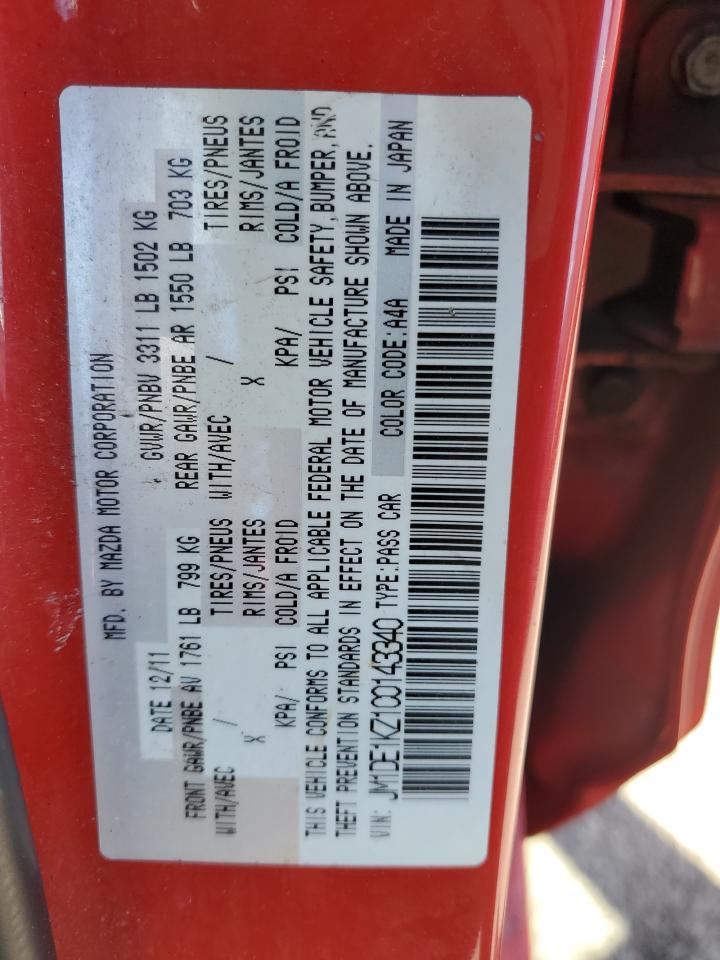 MFD. BY MAZDA MOTOR CORPORATION
DATE 12/11 GVWR/PNBV 3311 LB 1502 KG
FRONT GAWR/PNBE AV 1761 LB 799 KG REAR GAWR/PNBE AR 1550 LB 703 KG
WITH/AVEC / TIRES/PNEUS WITH/AVEC / TIRES/PNEUS
X RIMS/JANTES X RIMS/JANTES
KPA/ PSI COLD/A FROID KPA/ PSI COLD/A FROID
THIS VEHICLE CONFORMS TO ALL APPLICABLE FEDERAL MOTOR VEHICLE SAFETY, BUMPER, AND
THEFT PREVENTION STANDARDS IN EFFECT ON THE DATE OF MANUFACTURE SHOWN ABOVE.
VIN: JM1DE1KZ1C0143340 TYPE:PASS CAR COLOR CODE:A4A MADE IN JAPAN